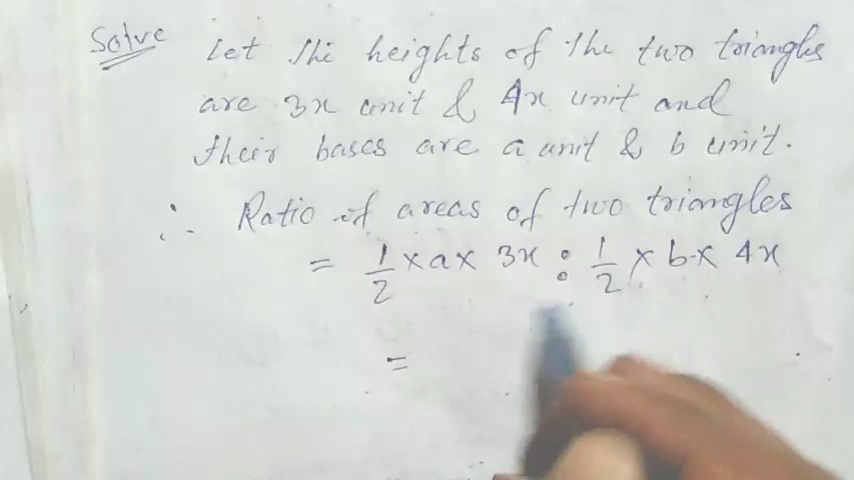 Solve Let the heights of the two triangles
are 3x unit & 4x unit and
their bases are a unit & b unit.
∴ Ratio of areas of two triangles
= 1/2 × a × 3x : 1/2 × b × 4x
=